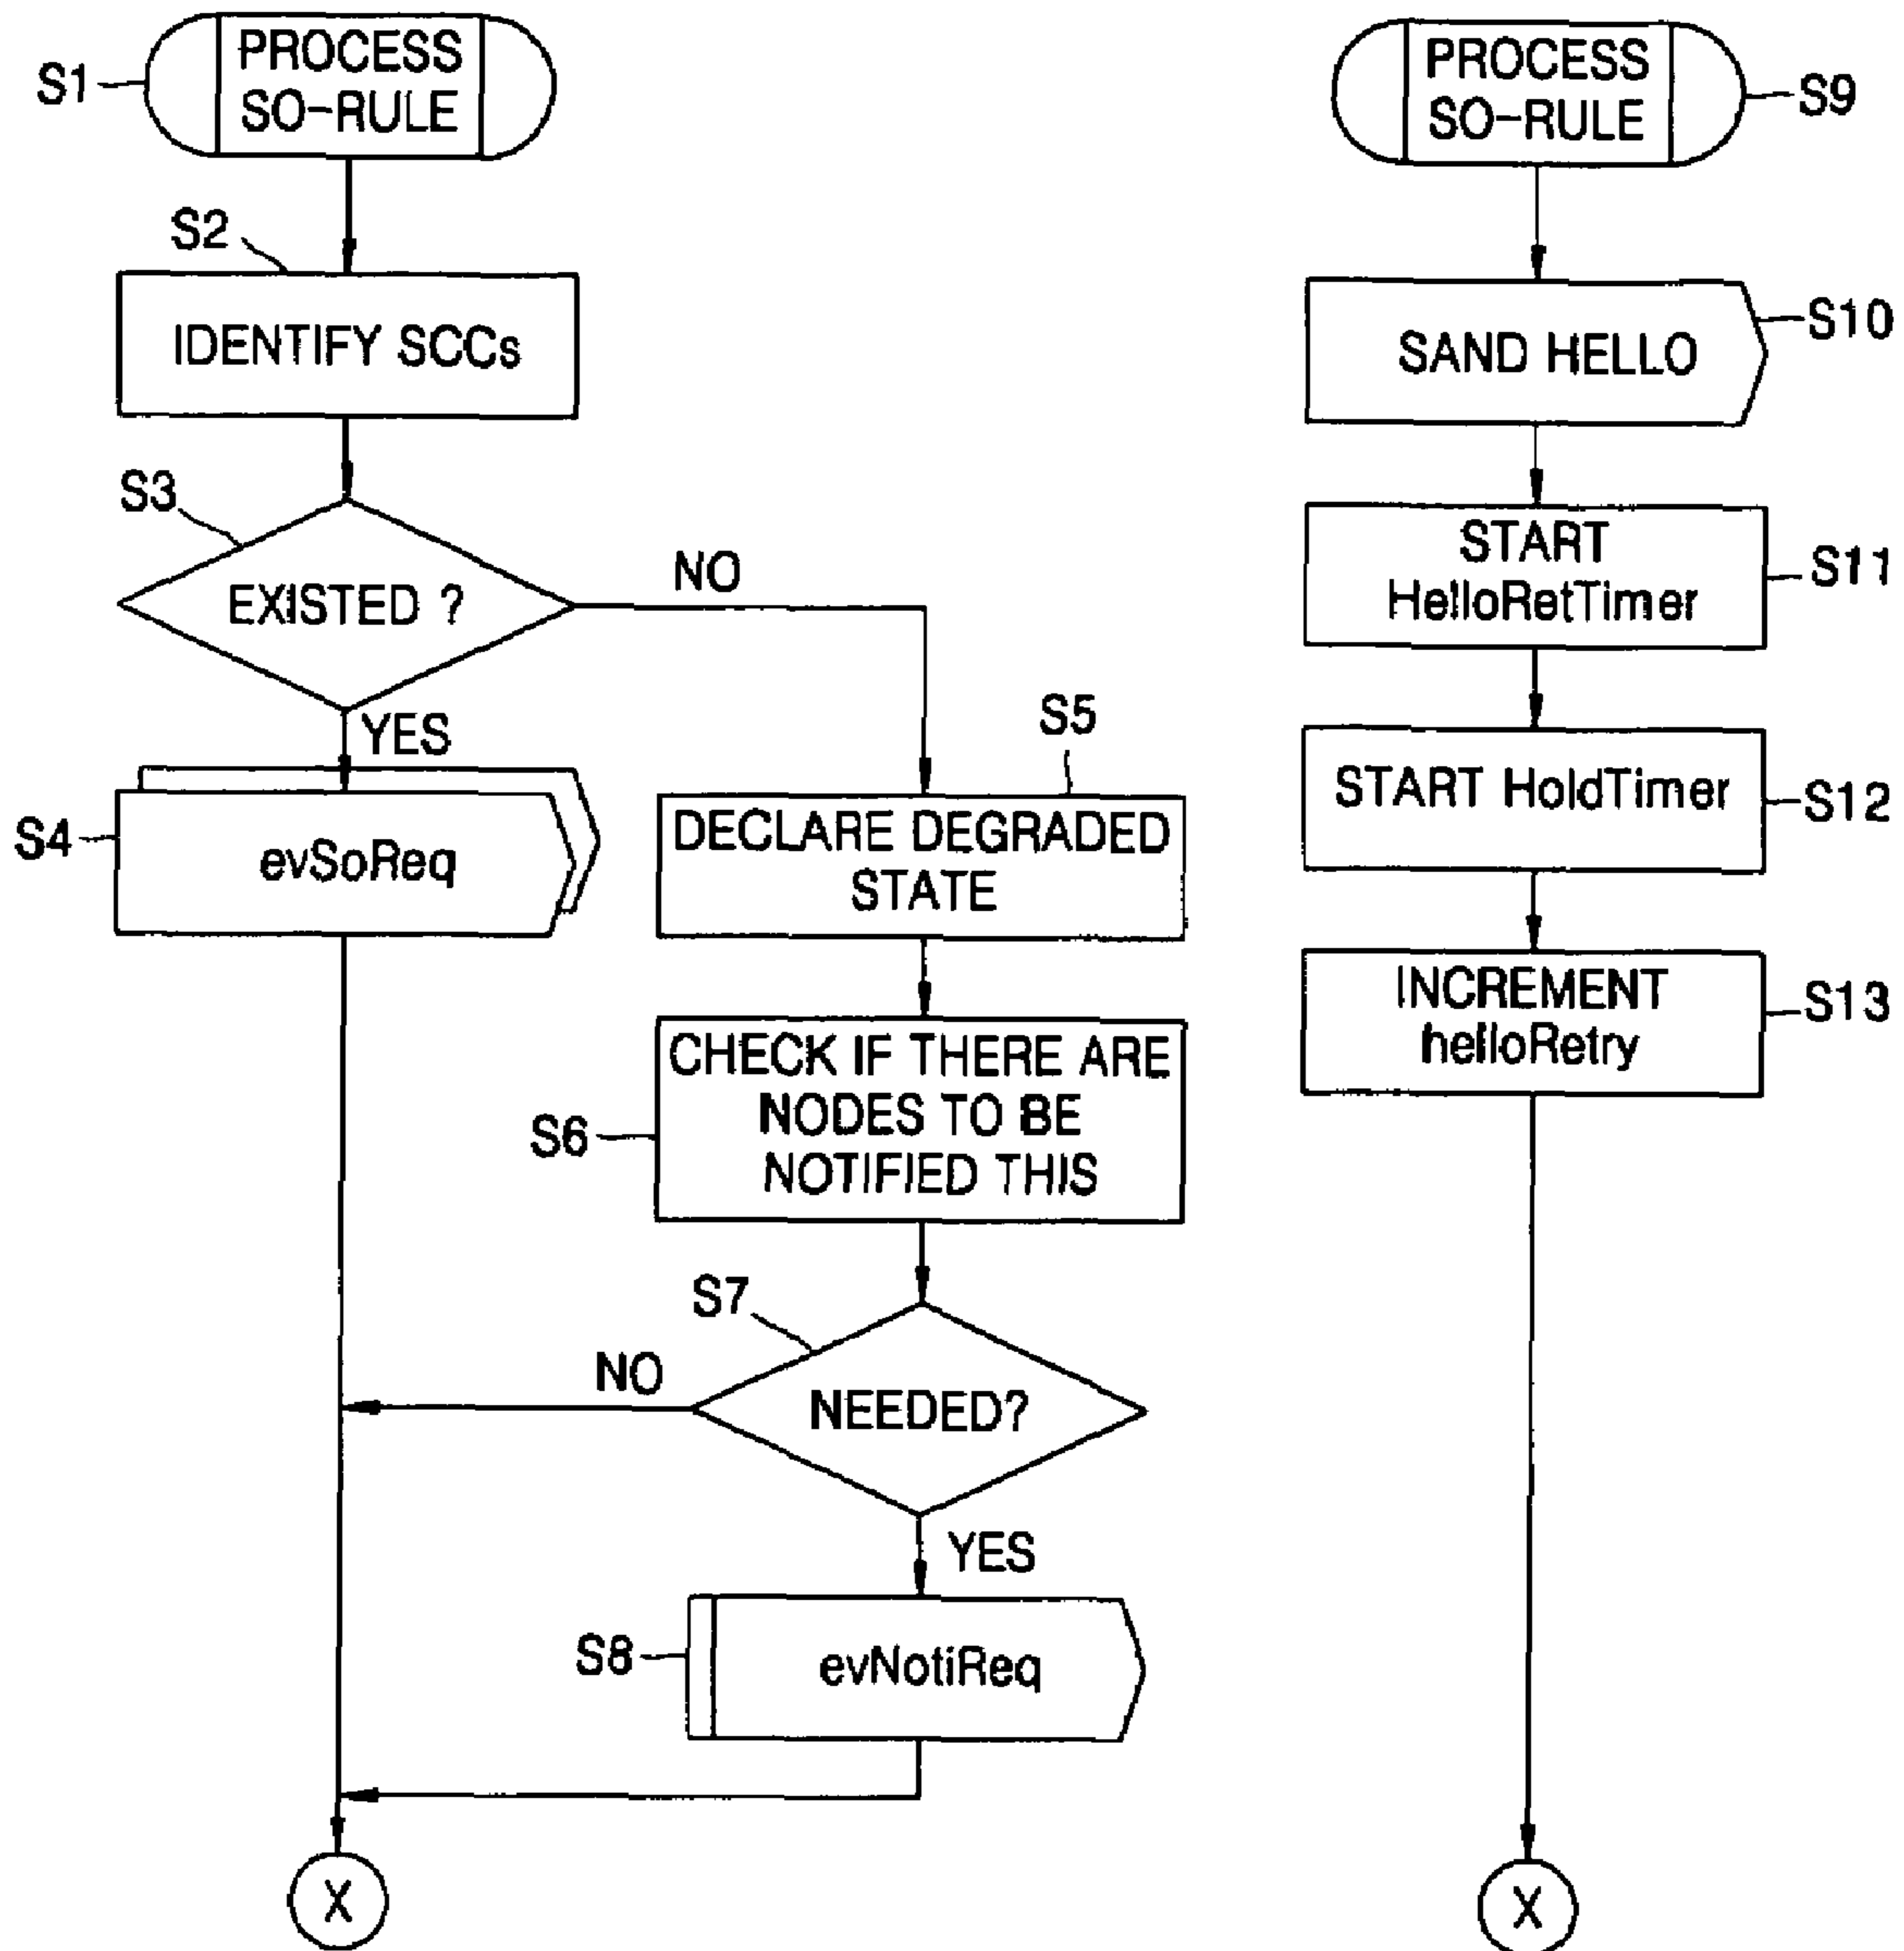 S1
PROCESS
SO-RULE
S2
IDENTIFY SCCs
S3
EXISTED ?
NO
YES
S4
evSoReq
S5
DECLARE DEGRADED
STATE
S6
CHECK IF THERE ARE
NODES TO BE
NOTIFIED THIS
S7
NO
NEEDED?
YES
S8
evNotiReq
X
PROCESS
SO-RULE
S9
SAND HELLO
S10
START
HelloRetTimer
S11
START HoldTimer
S12
INCREMENT
helloRetry
S13
X